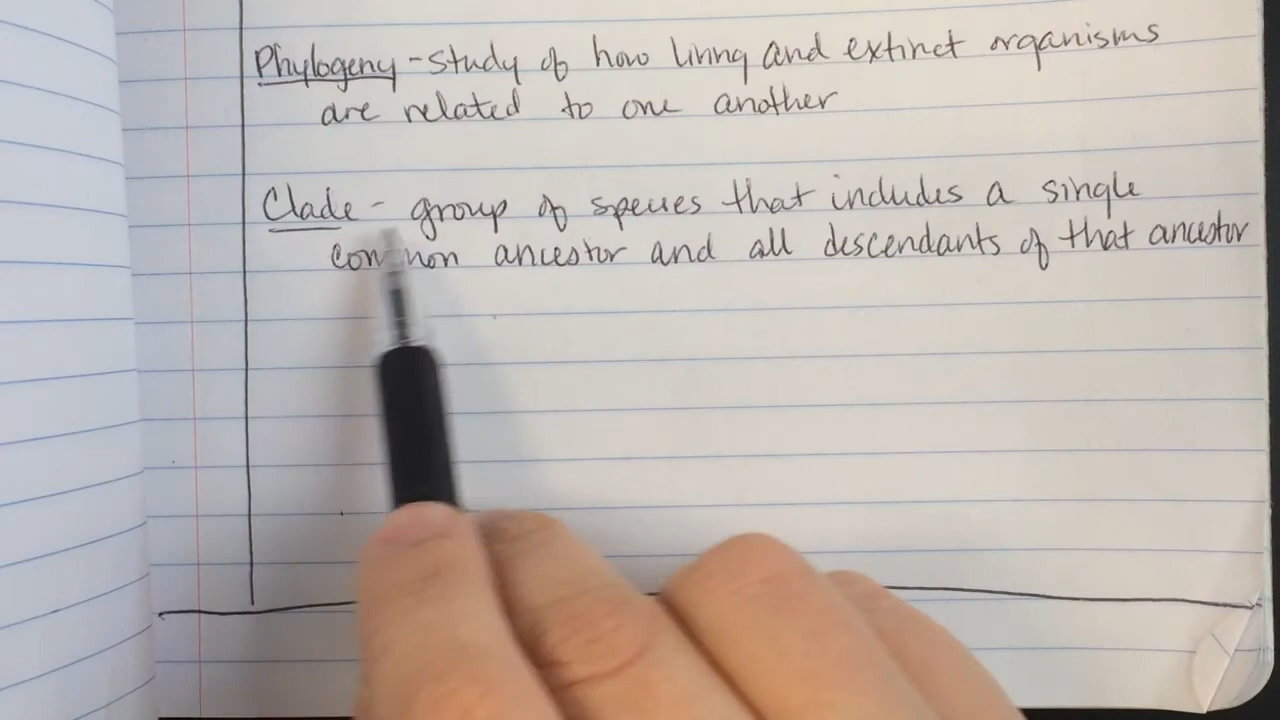 Phylogeny - study of how living and extinct organisms
are related to one another
Clade - group of species that includes a single
common ancestor and all descendants of that ancestor